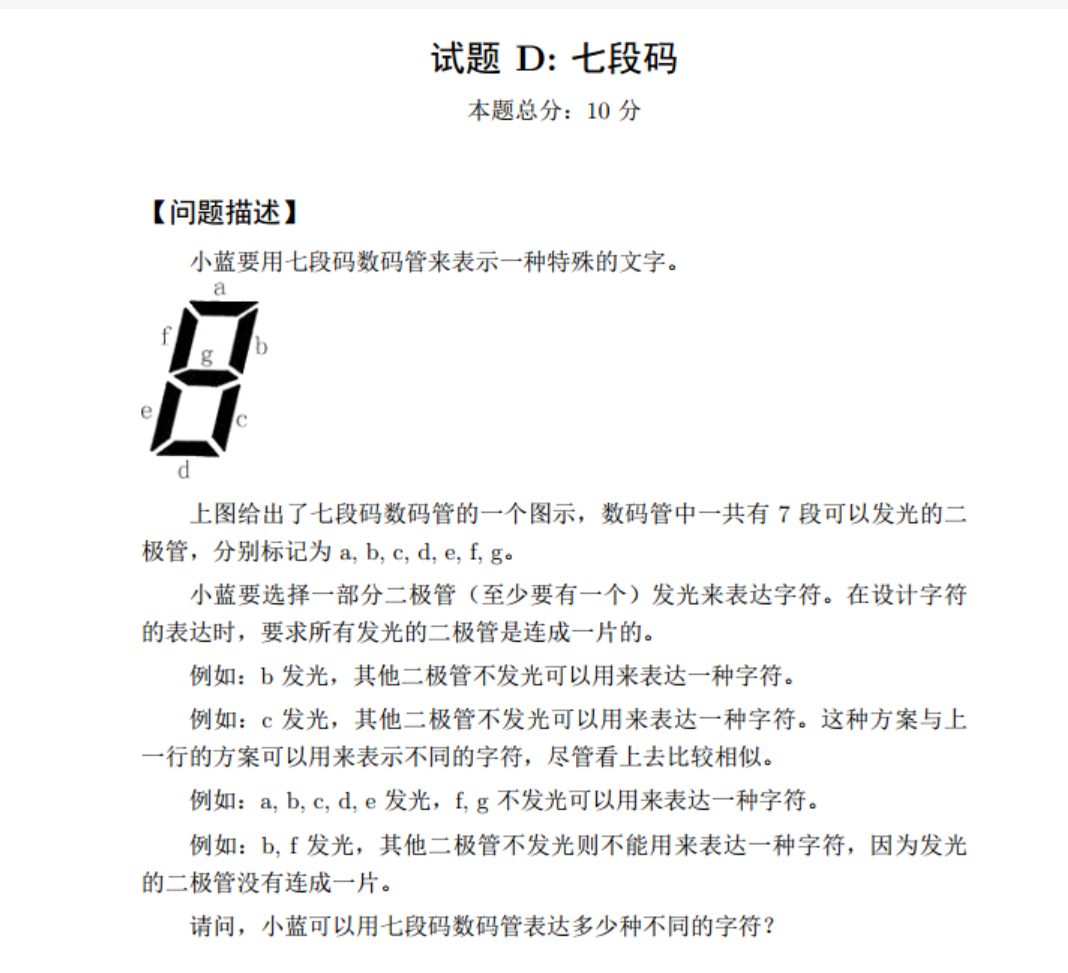 试题 D: 七段码
本题总分：10 分
【问题描述】
小蓝要用七段码数码管来表示一种特殊的文字。
a
f
b
g
e
c
d
上图给出了七段码数码管的一个图示，数码管中一共有 7 段可以发光的二
极管，分别标记为 a, b, c, d, e, f, g。
小蓝要选择一部分二极管（至少要有一个）发光来表达字符。在设计字符
的表达时，要求所有发光的二极管是连成一片的。
例如：b 发光，其他二极管不发光可以用来表达一种字符。
例如：c 发光，其他二极管不发光可以用来表达一种字符。这种方案与上
一行的方案可以用来表示不同的字符，尽管看上去比较相似。
例如：a, b, c, d, e 发光，f, g 不发光可以用来表达一种字符。
例如：b, f 发光，其他二极管不发光则不能用来表达一种字符，因为发光
的二极管没有连成一片。
请问，小蓝可以用七段码数码管表达多少种不同的字符？